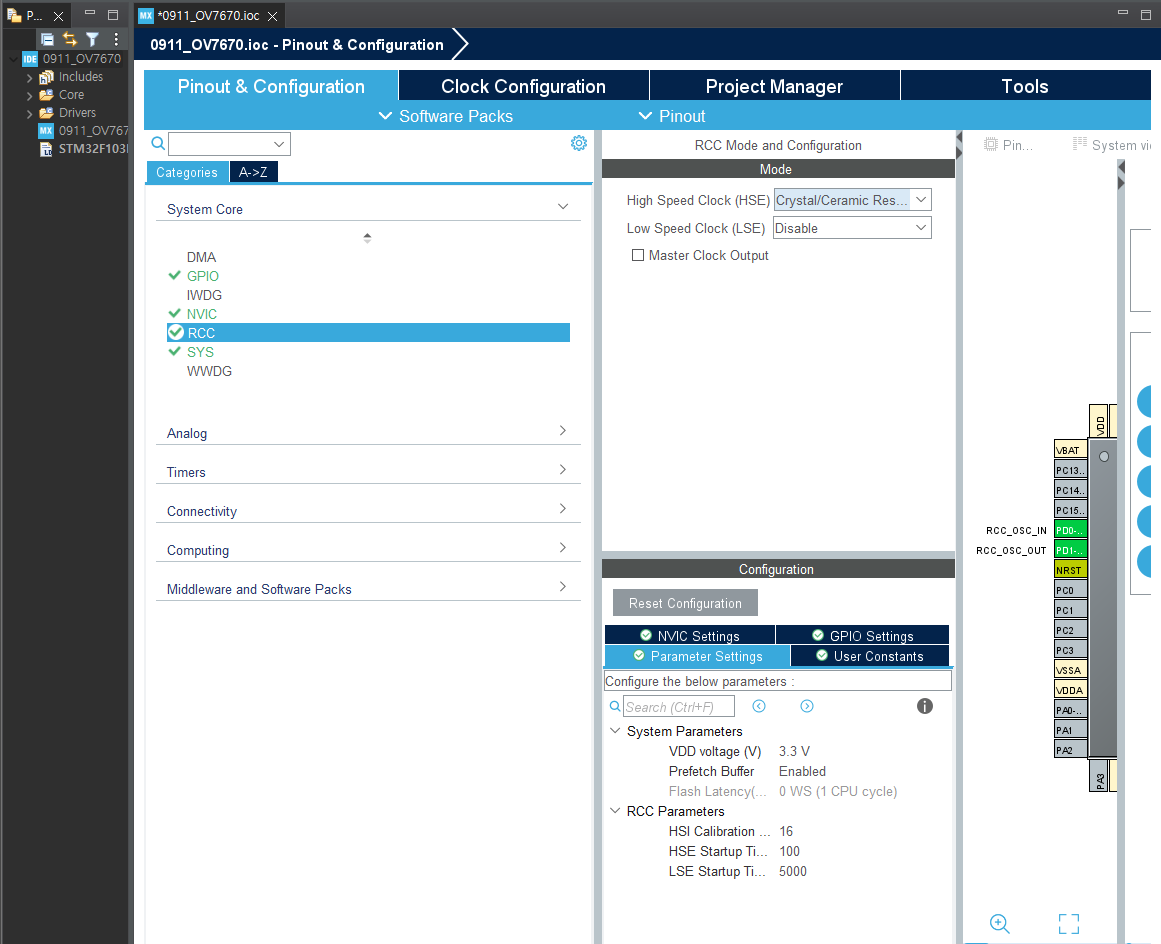 P...
*0911_OV7670.ioc
0911_OV7670
Includes
Core
Drivers
0911_OV767
STM32F103
0911_OV7670.ioc - Pinout & Configuration
Pinout & Configuration
Clock Configuration
Project Manager
Tools
Software Packs
Pinout
Categories
A->Z
System Core
DMA
GPIO
IWDG
NVIC
RCC
SYS
WWDG
Analog
Timers
Connectivity
Computing
Middleware and Software Packs
RCC Mode and Configuration
Mode
High Speed Clock (HSE) Crystal/Ceramic Res...
Low Speed Clock (LSE) Disable
Master Clock Output
Configuration
Reset Configuration
NVIC Settings
GPIO Settings
Parameter Settings
User Constants
Configure the below parameters :
Search (Ctrl+F)
System Parameters
VDD voltage (V) 3.3 V
Prefetch Buffer Enabled
Flash Latency(... 0 WS (1 CPU cycle)
RCC Parameters
HSI Calibration ... 16
HSE Startup Ti... 100
LSE Startup Ti... 5000
Pin...
System vi
VDD
VBAT
PC13..
PC14..
PC15..
RCC_OSC_IN PD0-..
RCC_OSC_OUT PD1-..
NRST
PC0
PC1
PC2
PC3
VSSA
VDDA
PA0-..
PA1
PA2
PA3